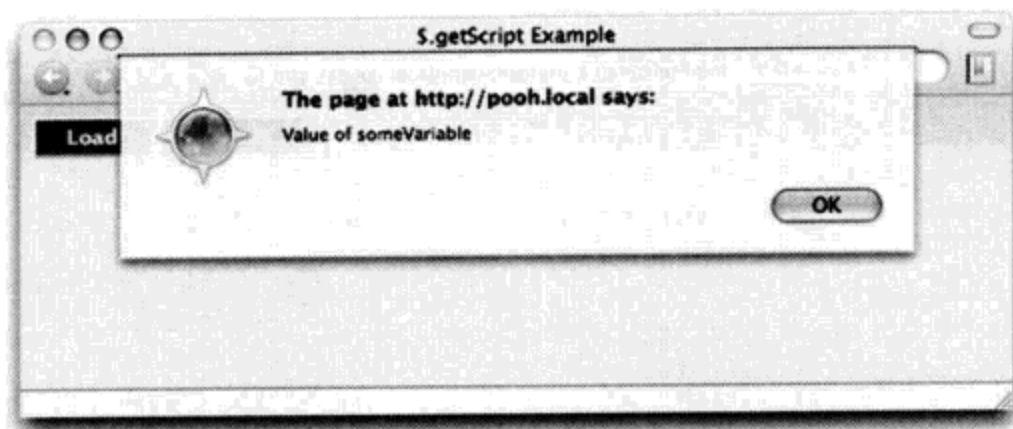 $.getScript Example
The page at http://pooh.local says:
Load
Value of someVariable
OK